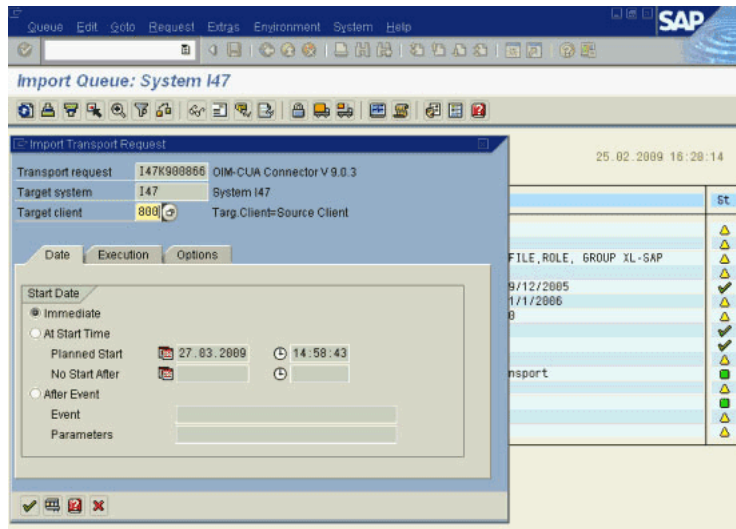 Queue Edit Goto Request Extras Environment System Help
SAP
Import Queue: System I47
Import Transport Request
25.02.2009 16:20:14
Transport request I47K900866 OIM-CUA Connector V 9.0.3
Target system I47 System I47
Target client 800 Targ.Client=Source Client
St
Date Execution Options
FILE,ROLE, GROUP XL-SAP
9/12/2005
Start Date
1/1/2006
Immediate
0
At Start Time
Planned Start 27.03.2009 14:58:43
No Start After
nsport
After Event
Event
Parameters